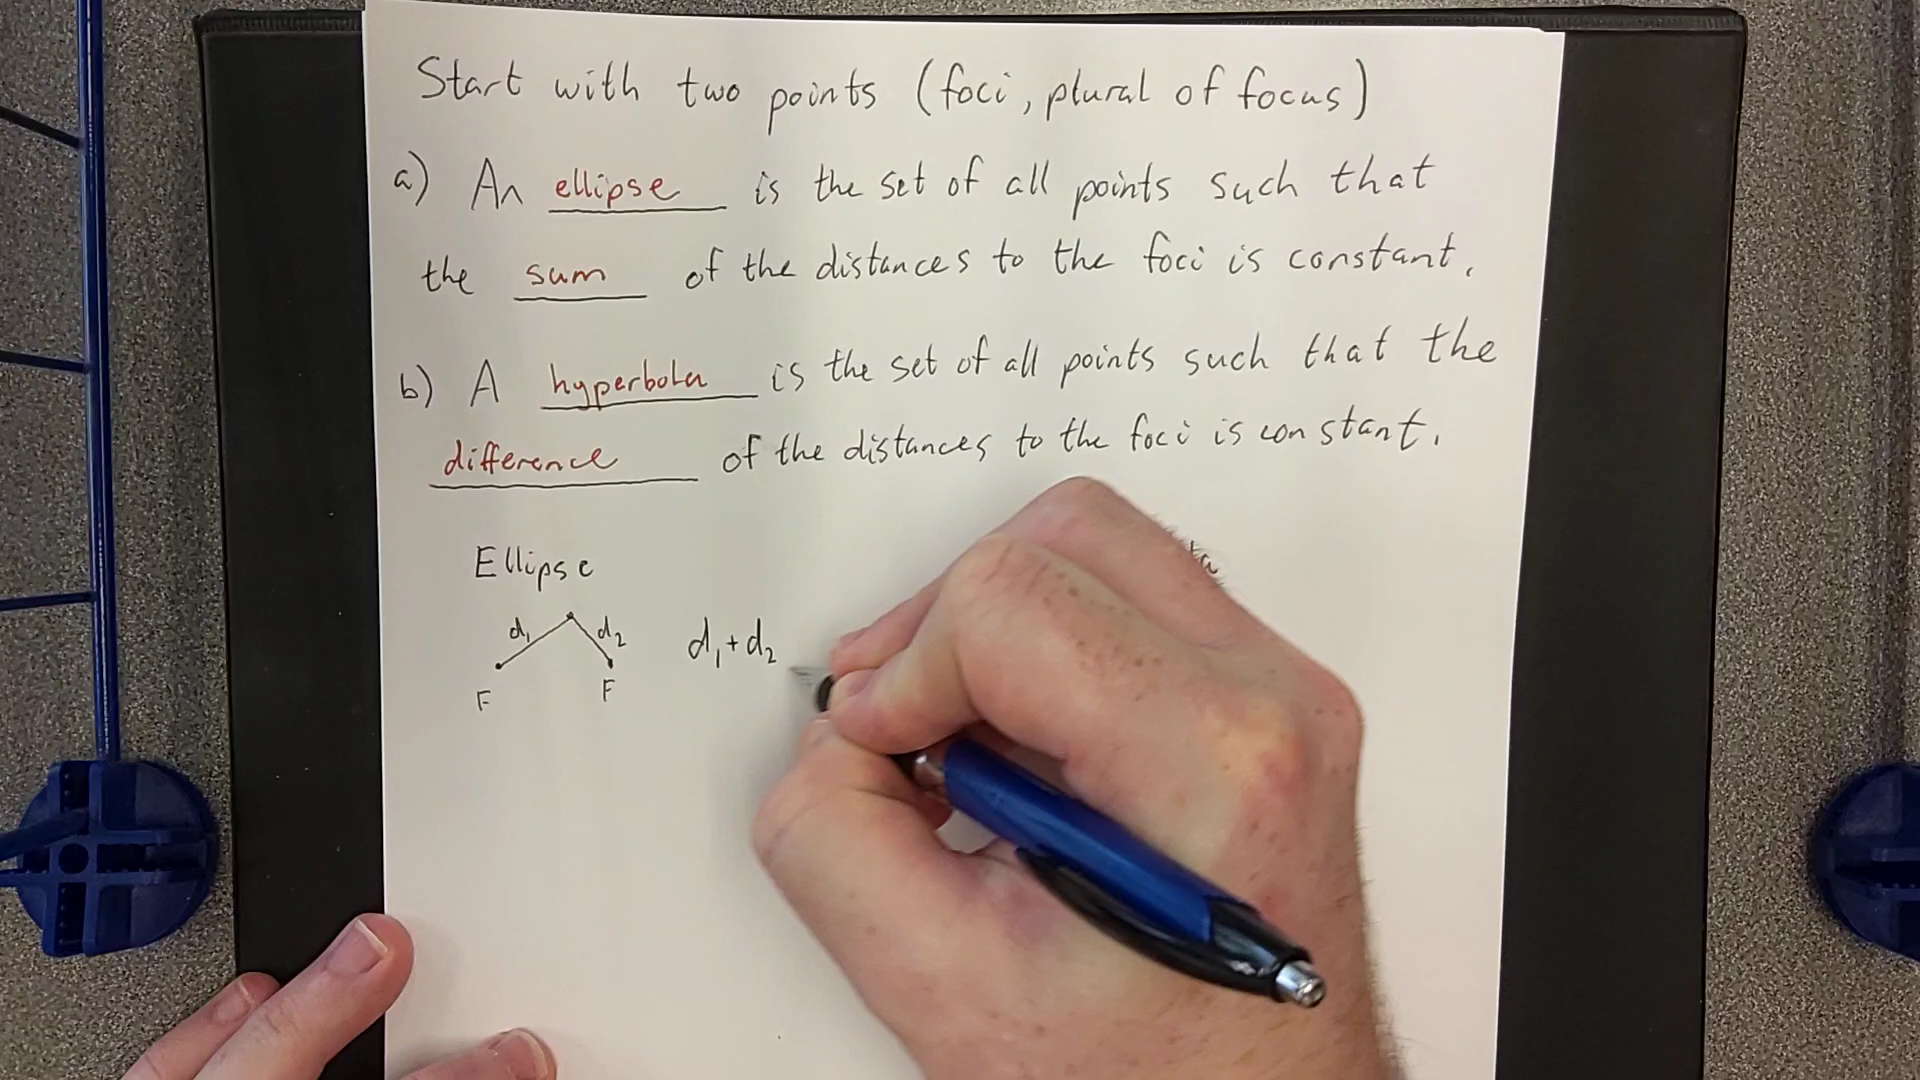 Start with two points (foci, plural of focus)
a) An ellipse is the set of all points such that
the sum of the distances to the foci is constant.
b) A hyperbola is the set of all points such that the
difference of the distances to the foci is constant.
Ellipse
d₁ d₂ d₁+d₂
F F